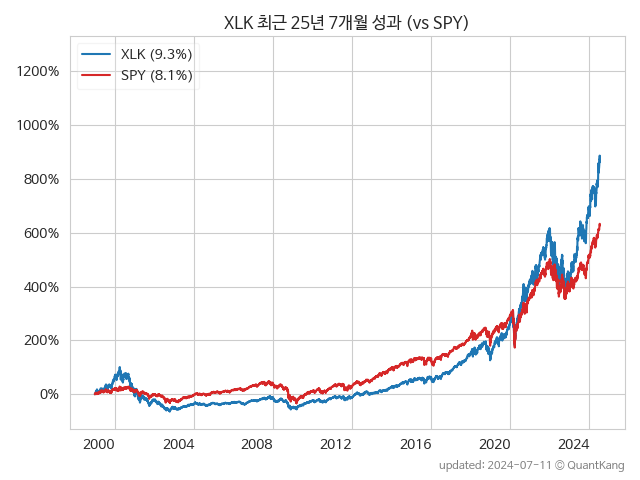 XLK 최근 25년 7개월 성과 (vs SPY)
XLK (9.3%)
SPY (8.1%)
1200%
1000%
800%
600%
400%
200%
0%
2000 2004 2008 2012 2016 2020 2024
updated: 2024-07-11 © QuantKang